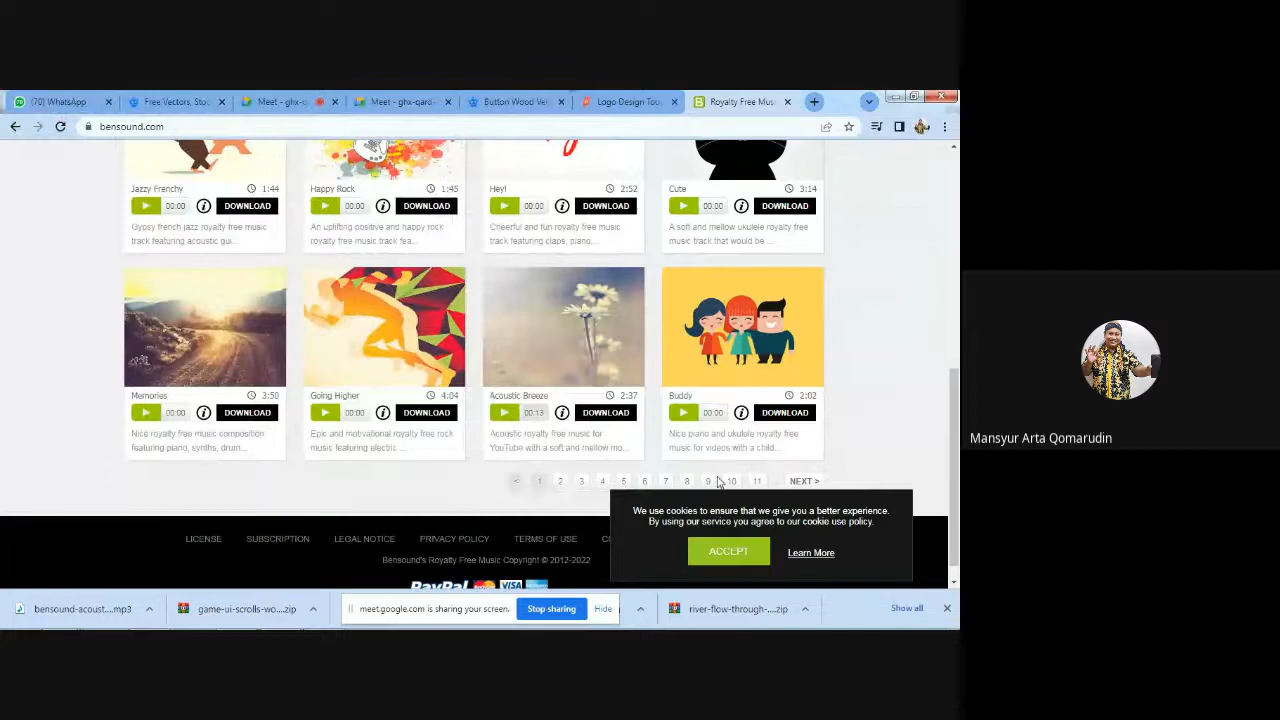 (70) WhatsApp
Free Vectors, Sto
Meet - ghx-q
Meet - ghx-qard-
Button Wood Ve
Logo Design Too
Royalty Free Mus
bensound.com
Jazzy Frenchy 1:44
00:00 DOWNLOAD
Gypsy french jazz royalty free music
track featuring acoustic gui...
Happy Rock 1:45
00:00 DOWNLOAD
An uplifting positive and happy rock
royalty free music track fea...
Hey! 2:52
00:00 DOWNLOAD
Cheerful and fun royalty free music
track featuring claps, piano,...
Cute 3:14
00:00 DOWNLOAD
A soft and mellow ukulele royalty free
music track that would be ...
Memories 3:50
00:00 DOWNLOAD
Nice royalty free music composition
featuring piano, synths, drum...
Going Higher 4:04
00:00 DOWNLOAD
Epic and motivational royalty free rock
music featuring electric ...
Acoustic Breeze 2:37
00:13 DOWNLOAD
Acoustic royalty free music for
YouTube with a soft and mellow mo...
Buddy 2:02
00:00 DOWNLOAD
Nice piano and ukulele royalty free
music for videos with a child...
< 1 2 3 4 5 6 7 8 9 10 11 NEXT >
We use cookies to ensure that we give you a better experience.
By using our service you agree to our cookie use policy.
ACCEPT Learn More
LICENSE SUBSCRIPTION LEGAL NOTICE PRIVACY POLICY TERMS OF USE
Bensound's Royalty Free Music Copyright © 2012-2022
PayPal VISA
bensound-acoust....mp3
game-ui-scrolls-wo....zip
meet.google.com is sharing your screen.
Stop sharing
Hide
river-flow-through-....zip
Show all
Mansyur Arta Qomarudin